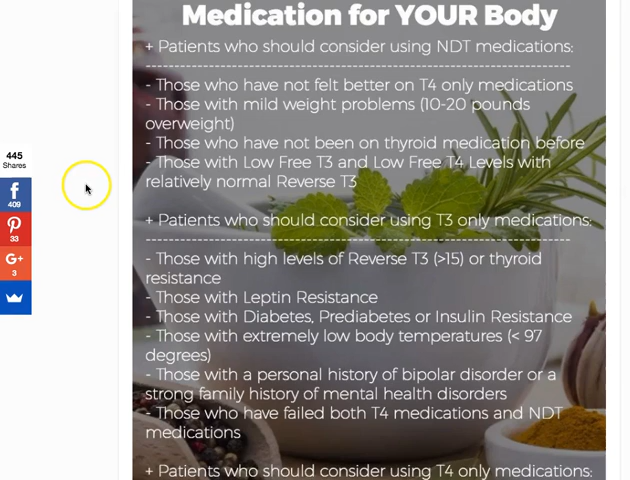 Medication for YOUR Body
+ Patients who should consider using NDT medications:
----------------------------------------------------------------------
- Those who have not felt better on T4 only medications
- Those with mild weight problems (10-20 pounds
overweight)
- Those who have not been on thyroid medication before
- Those with Low Free T3 and Low Free T4 Levels with
relatively normal Reverse T3
+ Patients who should consider using T3 only medications:
----------------------------------------------------------------------
- Those with high levels of Reverse T3 (>15) or thyroid
resistance
- Those with Leptin Resistance
- Those with Diabetes, Prediabetes or Insulin Resistance
- Those with extremely low body temperatures (< 97
degrees)
- Those with a personal history of bipolar disorder or a
strong family history of mental health disorders
- Those who have failed both T4 medications and NDT
medications
+ Patients who should consider using T4 only medications:
445
Shares
409
33
G+
3